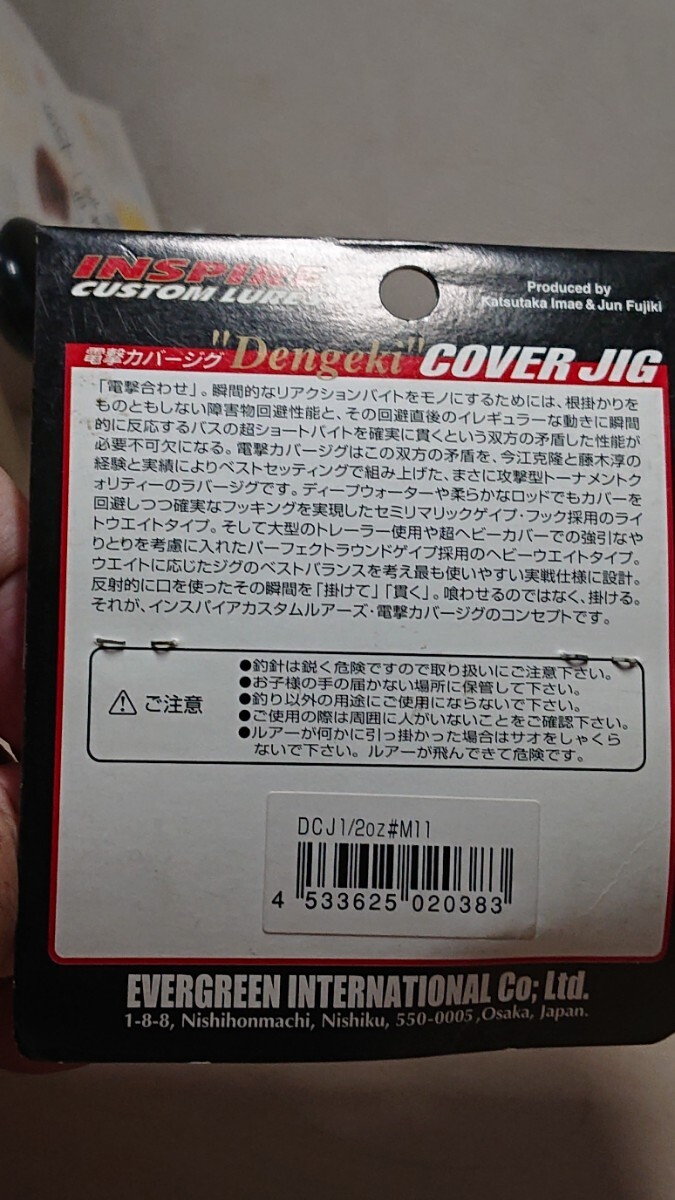 INSPIRE
CUSTOM LURES
Produced by
Katsutaka Imae & Jun Fujiki
電撃カバージグ "Dengeki" COVER JIG
「電撃合わせ」。瞬間的なリアクションバイトをモノにするためには、根掛かりを
ものともしない障害物回避性能と、その回避直後のイレギュラーな動きに瞬間
的に反応するバスの超ショートバイトを確実に貫くという双方の矛盾した性能が
必要不可欠になる。電撃カバージグはこの双方の矛盾を、今江克隆と藤木淳の
経験と実績によりベストセッティングで組み上げた、まさに攻撃型トーナメントク
ォリティーのラバージグです。ディープウォーターや柔らかなロッドでもカバーを
回避しつつ確実なフッキングを実現したセミリマリックゲイプ・フック採用のライ
トウエイトタイプ。そして大型のトレーラー使用や超ヘビーカバーでの強引なや
りとりを考慮に入れたパーフェクトラウンドゲイプ採用のヘビーウエイトタイプ。
ウエイトに応じたジグのベストバランスを考え最も使いやすい実戦仕様に設計。
反射的に口を使ったその瞬間を「掛けて」「貫く」。喰わせるのではなく、掛ける。
それが、インスパイアカスタムルアーズ・電撃カバージグのコンセプトです。
ご注意
●釣針は鋭く危険ですので取り扱いにご注意下さい。
●お子様の手の届かない場所に保管して下さい。
●釣り以外の用途にご使用にならないで下さい。
●ご使用の際は周囲に人がいないことをご確認下さい。
●ルアーが何かに引っ掛かった場合はサオをしゃくら
ないで下さい。ルアーが飛んできて危険です。
DCJ1/2oz#M11
4 533625 020383
EVERGREEN INTERNATIONAL Co; Ltd.
1-8-8, Nishihonmachi, Nishiku, 550-0005, Osaka, Japan.